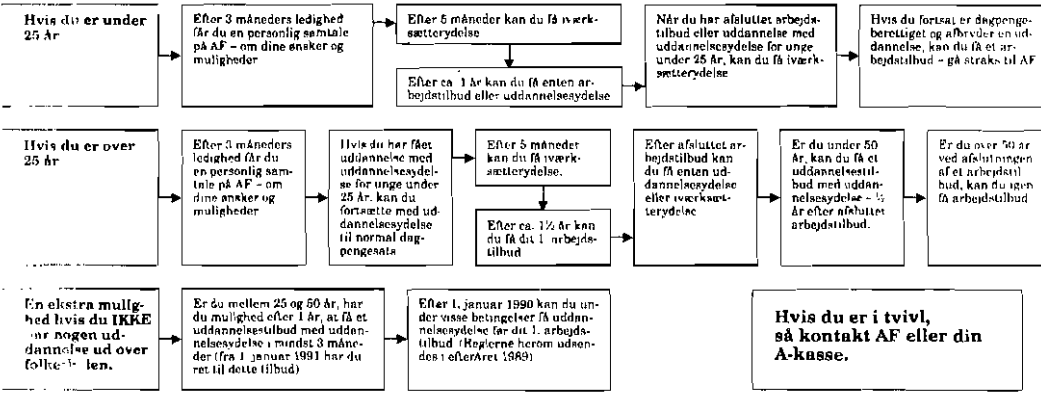 Hvis du er under
25 år
Efter 3 måneders ledighed
får du en personlig samtale
på AF – om dine ønsker og
muligheder
Efter 5 måneder kan du få iværk-
sætterydelse
Efter ca. 1 år kan du få enten ar-
bejdstilbud eller uddannelsesydelse
Når du har afsluttet arbejds-
tilbud eller uddannelse med
uddannelsesydelse for unge
under 25 år, kan du få iværk-
sætterydelse
Hvis du fortsat er dagpenge-
berettiget og afbryder en ud-
dannelse, kan du få et ar-
bejdstilbud – gå straks til AF
Hvis du er over
25 år
Efter 3 måneders
ledighed får du
en personlig sam-
tale på AF – om
dine ønsker og
muligheder
Hvis du har fået
uddannelse med
uddannelsesydel-
se for unge under
25 år, kan du
fortsætte med ud-
dannelsesydelse
til normal dag-
pengesats
Efter 5 måneder
kan du få iværk-
sætterydelse.
Efter ca. 1½ år kan
du få dit 1. arbejds-
tilbud
Efter afsluttet ar-
bejdstilbud kan
du få enten ud-
dannelsesydelse
eller iværksæt-
terydelse
Er du under 50
år, kan du få et
uddannelsestil-
bud med uddan-
nelsesydelse – ½
år efter afsluttet
arbejdstilbud.
Er du over 50 år
ved afslutningen
af et arbejdstil
bud, kan du igen
få arbejdstilbud
En ekstra mulig-
hed hvis du IKKE
har nogen ud-
dannelse ud over
Er du mellem 25 og 50 år, har
du mulighed efter 1 år, at få et
uddannelsestilbud med uddan-
nelsesydelse i mindst 3 måne-
der (fra 1 januar 1991 har du
ret til dette tilbud)
Efter 1. januar 1990 kan du un-
der visse betingelser få uddan-
nelsesydelse før dit 1. arbejds-
tilbud (Reglerne herom udsen-
des i efteråret 1989)
Hvis du er i tvivl,
så kontakt AF eller din
A-kasse.